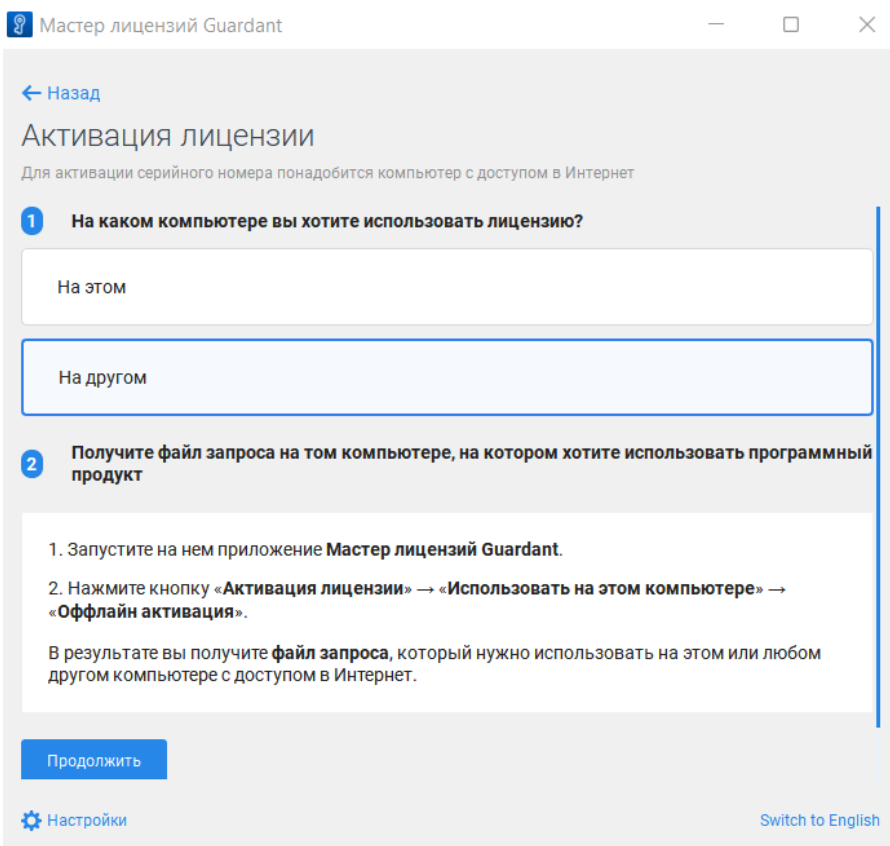 Мастер лицензий Guardant
Назад
Активация лицензии
Для активации серийного номера понадобится компьютер с доступом в Интернет
1 На каком компьютере вы хотите использовать лицензию?
На этом
На другом
2 Получите файл запроса на том компьютере, на котором хотите использовать программный
продукт
1. Запустите на нем приложение Мастер лицензий Guardant.
2. Нажмите кнопку «Активация лицензии» → «Использовать на этом компьютере» →
«Оффлайн активация».
В результате вы получите файл запроса, который нужно использовать на этом или любом
другом компьютере с доступом в Интернет.
Продолжить
Настройки
Switch to English